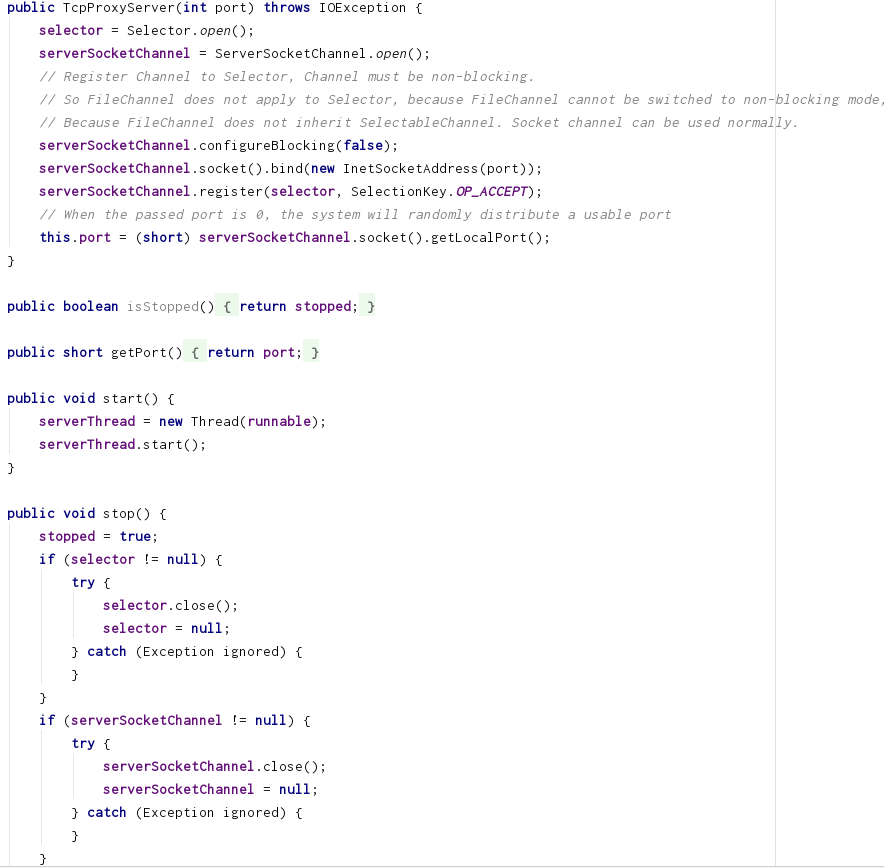 public TcpProxyServer(int port) throws IOException {
    selector = Selector.open();
    serverSocketChannel = ServerSocketChannel.open();
    // Register Channel to Selector, Channel must be non-blocking.
    // So FileChannel does not apply to Selector, because FileChannel cannot be switched to non-blocking mode,
    // Because FileChannel does not inherit SelectableChannel. Socket channel can be used normally.
    serverSocketChannel.configureBlocking(false);
    serverSocketChannel.socket().bind(new InetSocketAddress(port));
    serverSocketChannel.register(selector, SelectionKey.OP_ACCEPT);
    // When the passed port is 0, the system will randomly distribute a usable port
    this.port = (short) serverSocketChannel.socket().getLocalPort();
}
public boolean isStopped() { return stopped; }
public short getPort() { return port; }
public void start() {
    serverThread = new Thread(runnable);
    serverThread.start();
}
public void stop() {
    stopped = true;
    if (selector != null) {
        try {
            selector.close();
            selector = null;
        } catch (Exception ignored) {
        }
    }
    if (serverSocketChannel != null) {
        try {
            serverSocketChannel.close();
            serverSocketChannel = null;
        } catch (Exception ignored) {
        }
    }